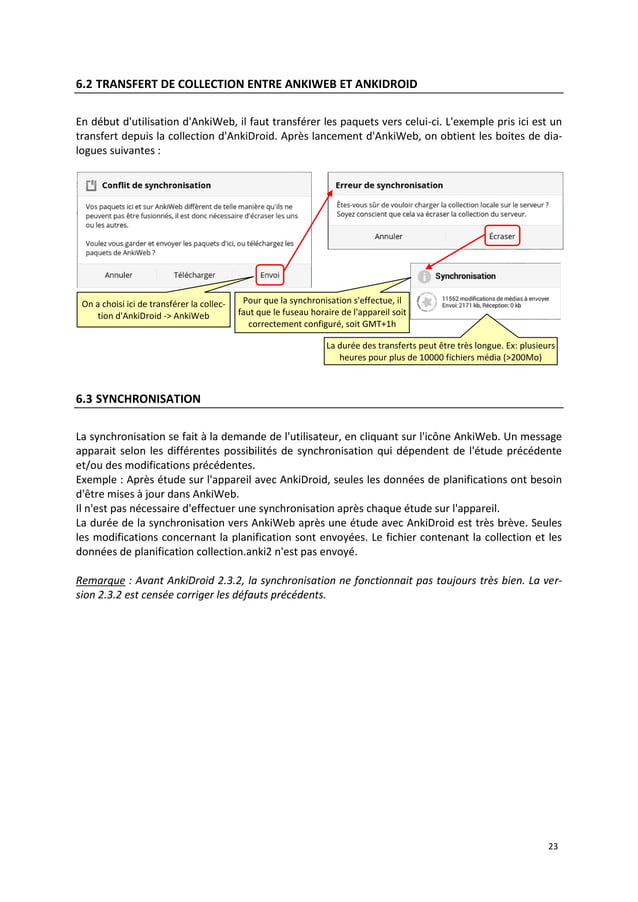 6.2 TRANSFERT DE COLLECTION ENTRE ANKIWEB ET ANKIDROID
En début d'utilisation d'AnkiWeb, il faut transférer les paquets vers celui-ci. L'exemple pris ici est un
transfert depuis la collection d'AnkiDroid. Après lancement d'AnkiWeb, on obtient les boites de dia-
logues suivantes :
Conflit de synchronisation
Vos paquets ici et sur AnkiWeb diffèrent de telle manière qu'ils ne
peuvent pas être fusionnés, il est donc nécessaire d'écraser les uns
ou les autres.
Voulez vous garder et envoyer les paquets d'ici, ou téléchargez les
paquets de AnkiWeb ?
Annuler Télécharger Envoi
Erreur de synchronisation
Êtes-vous sûr de vouloir charger la collection locale sur le serveur ?
Soyez conscient que cela va écraser la collection du serveur.
Annuler Écraser
Synchronisation
11562 modifications de médias à envoyer
Envoi: 2171 kb, Réception: 0 kb
On a choisi ici de transférer la collec-
tion d'AnkiDroid -> AnkiWeb
Pour que la synchronisation s'effectue, il
faut que le fuseau horaire de l'appareil soit
correctement configuré, soit GMT+1h
La durée des transferts peut être très longue. Ex: plusieurs
heures pour plus de 10000 fichiers média (>200Mo)
6.3 SYNCHRONISATION
La synchronisation se fait à la demande de l'utilisateur, en cliquant sur l'icône AnkiWeb. Un message
apparait selon les différentes possibilités de synchronisation qui dépendent de l'étude précédente
et/ou des modifications précédentes.
Exemple : Après étude sur l'appareil avec AnkiDroid, seules les données de planifications ont besoin
d'être mises à jour dans AnkiWeb.
Il n'est pas nécessaire d'effectuer une synchronisation après chaque étude sur l'appareil.
La durée de la synchronisation vers AnkiWeb après une étude avec AnkiDroid est très brève. Seules
les modifications concernant la planification sont envoyées. Le fichier contenant la collection et les
données de planification collection.anki2 n'est pas envoyé.
Remarque : Avant AnkiDroid 2.3.2, la synchronisation ne fonctionnait pas toujours très bien. La ver-
sion 2.3.2 est censée corriger les défauts précédents.
23